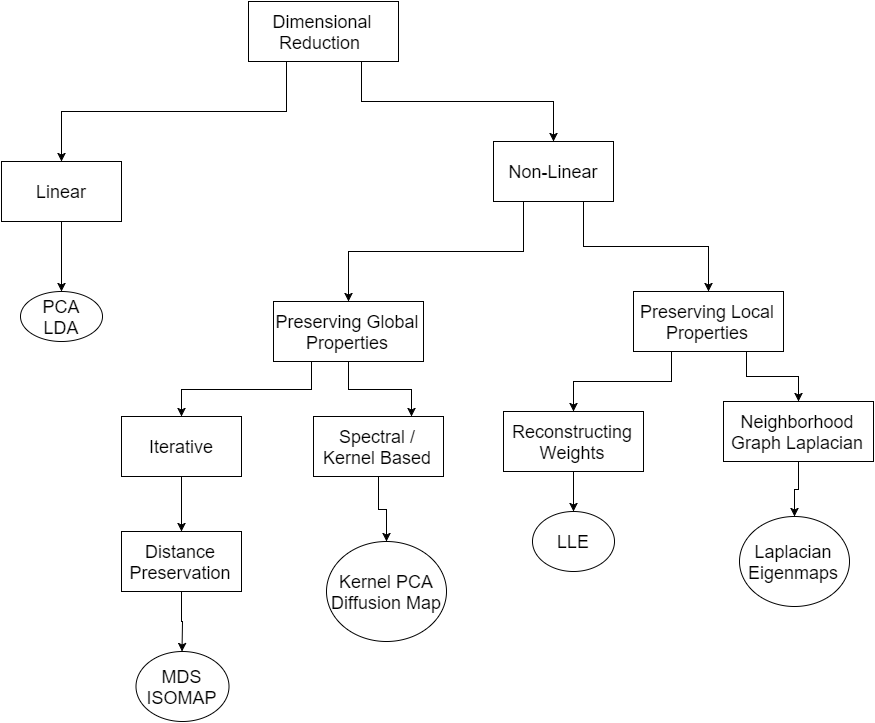 Dimensional
Reduction
Linear
Non-Linear
PCA
LDA
Preserving Global
Properties
Preserving Local
Properties
Iterative
Spectral /
Kernel Based
Reconstructing
Weights
Neighborhood
Graph Laplacian
Distance
Preservation
Kernel PCA
Diffusion Map
LLE
Laplacian
Eigenmaps
MDS
ISOMAP